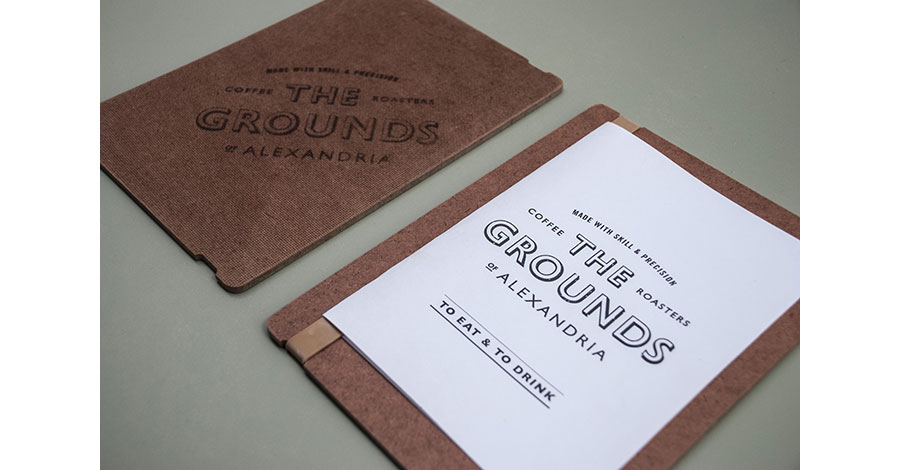 MADE WITH SKILL & PRECISION
COFFEE THE ROASTERS
GROUNDS
OF ALEXANDRIA
MADE WITH SKILL & PRECISION
COFFEE THE ROASTERS
GROUNDS
OF ALEXANDRIA
TO EAT & TO DRINK